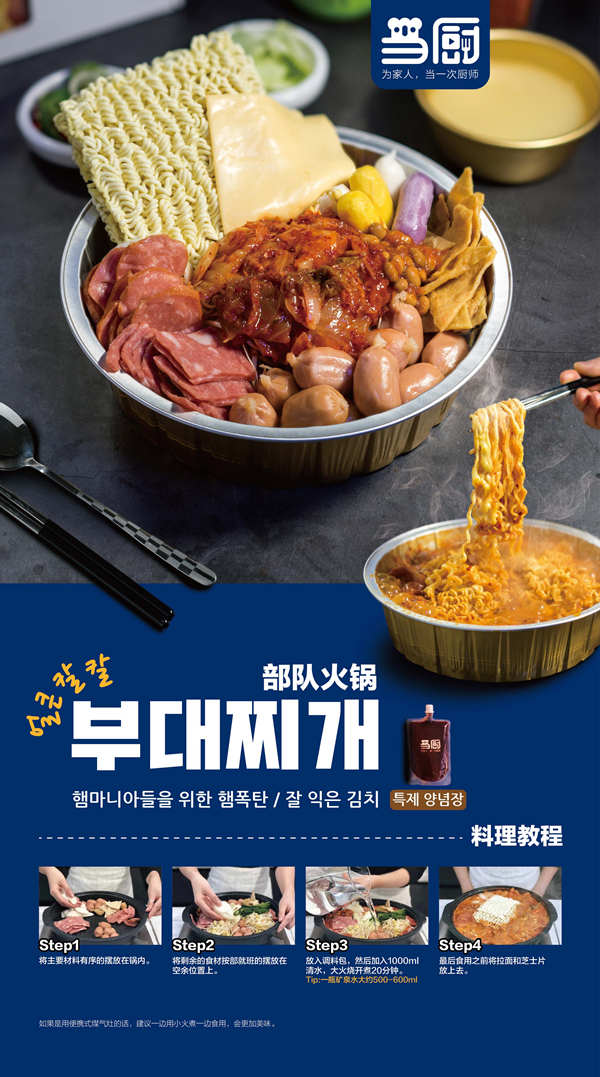 当厨
为家人，当一次厨师
얼큰칼칼
部队火锅
부대찌개
当厨
햄마니아들을 위한 햄폭탄 / 잘 익은 김치
특제 양념장
料理教程
Step1
将主要材料有序的摆放在锅内。
Step2
将剩余的食材按部就班的摆放在
空余位置上。
Step3
放入调料包，然后加入1000ml
清水，大火烧开煮20分钟。
Tip:一瓶矿泉水大约500-600ml
Step4
最后食用之前将拉面和芝士片
放上去。
如果是用便携式煤气灶的话，建议一边用小火煮一边食用，会更加美味。